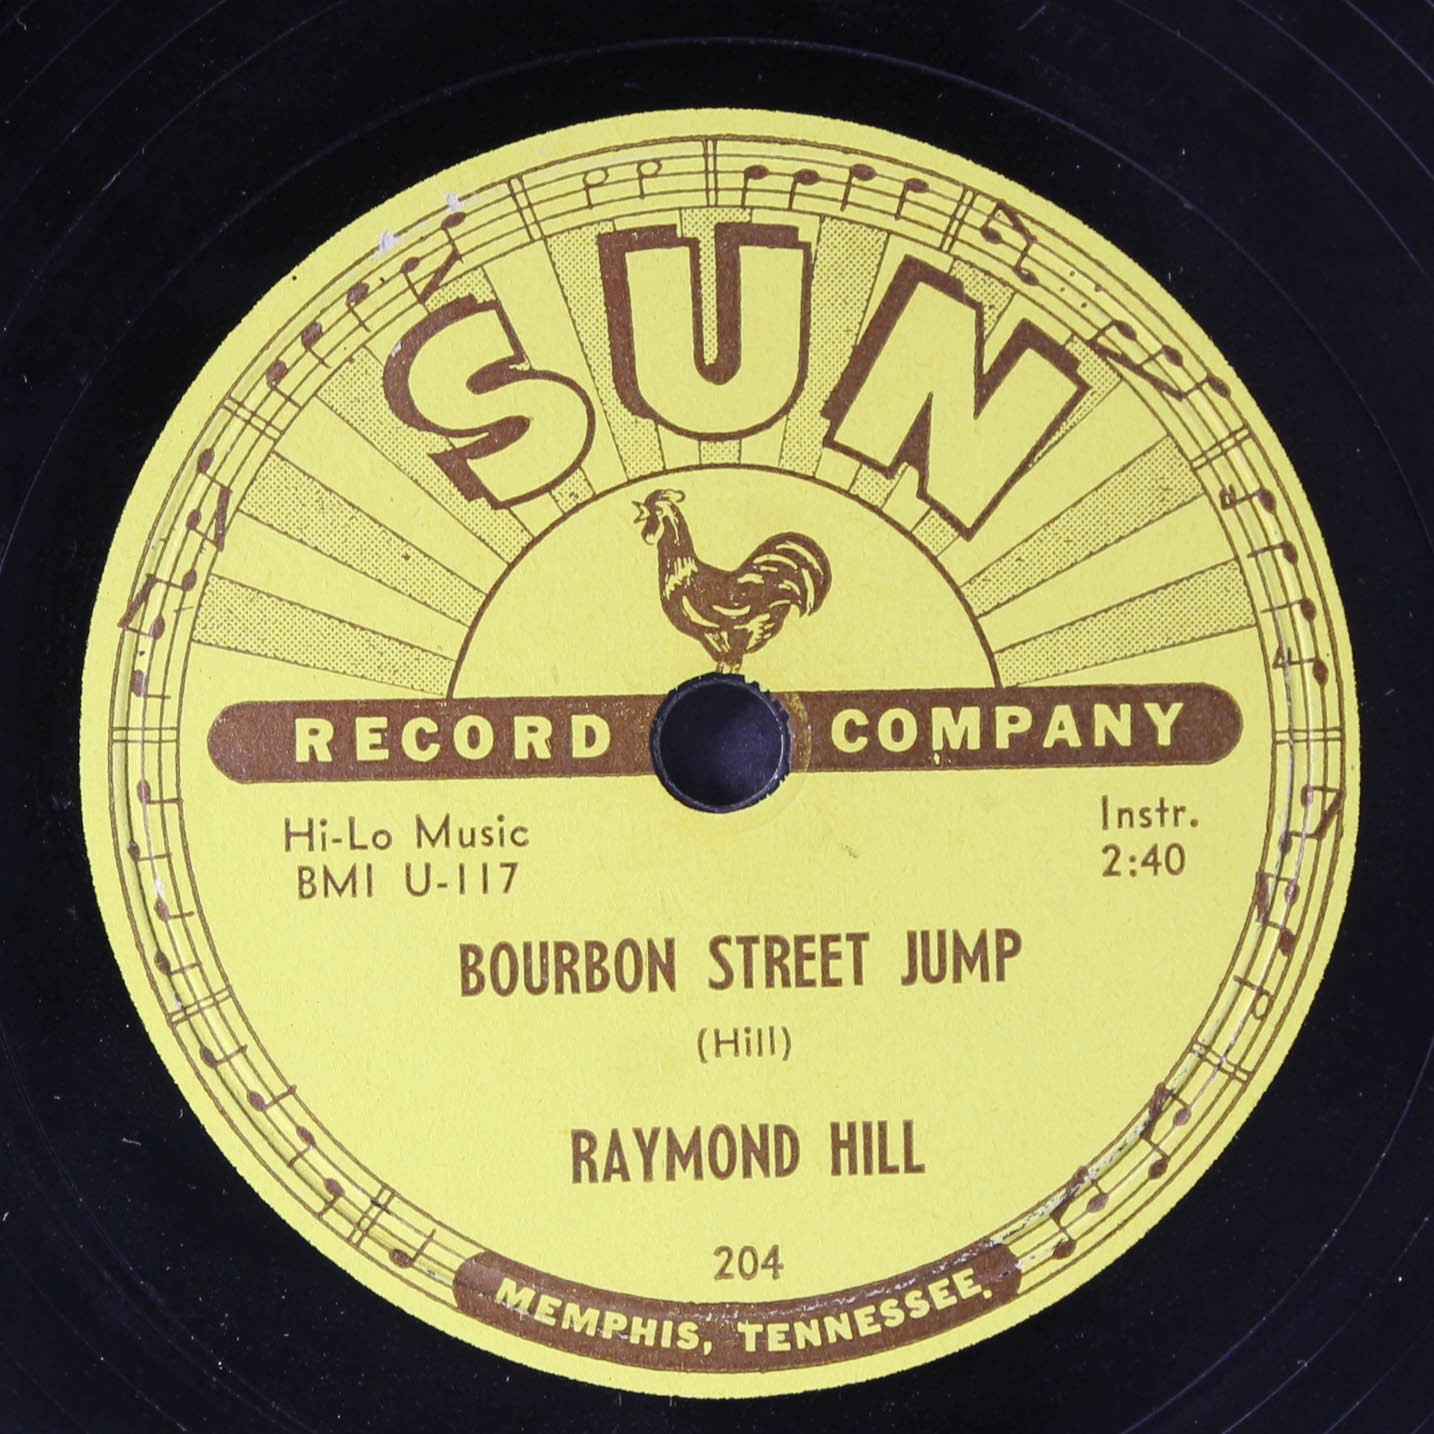 SUN
RECORD COMPANY
Hi-Lo Music
BMI U-117
Instr.
2:40
BOURBON STREET JUMP
(Hill)
RAYMOND HILL
204
MEMPHIS, TENNESSEE.